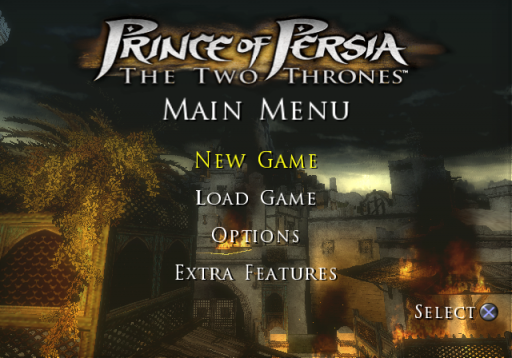 Prince of Persia
The Two Thrones™
Main Menu
New Game
Load Game
Options
Extra Features
Select